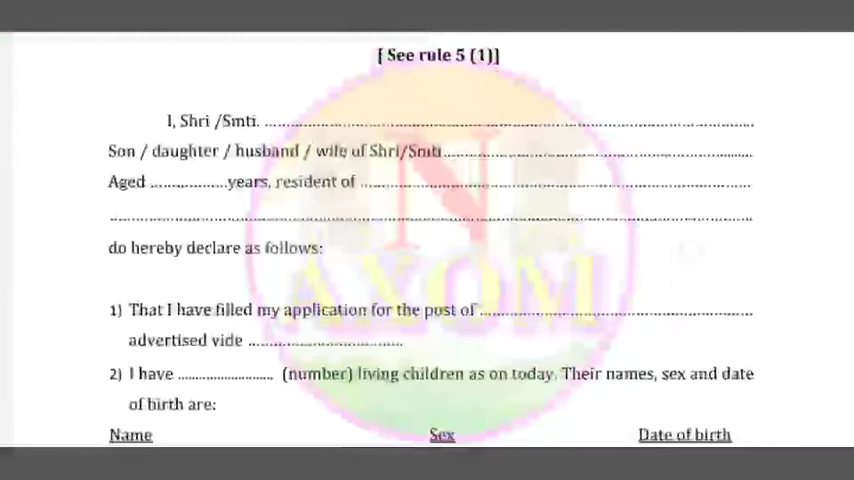 [ See rule 5 (1)]
I, Shri /Smti. ........................................................................
Son / daughter / husband / wife of Shri/Smti........................................................................
Aged ...................years, resident of ........................................................................
........................................................................
do hereby declare as follows:
1) That I have filled my application for the post of ........................................................................
advertised vide ........................................
2) I have ......................... (number) living children as on today. Their names, sex and date
of birth are:
Name Sex Date of birth
N
AXOM